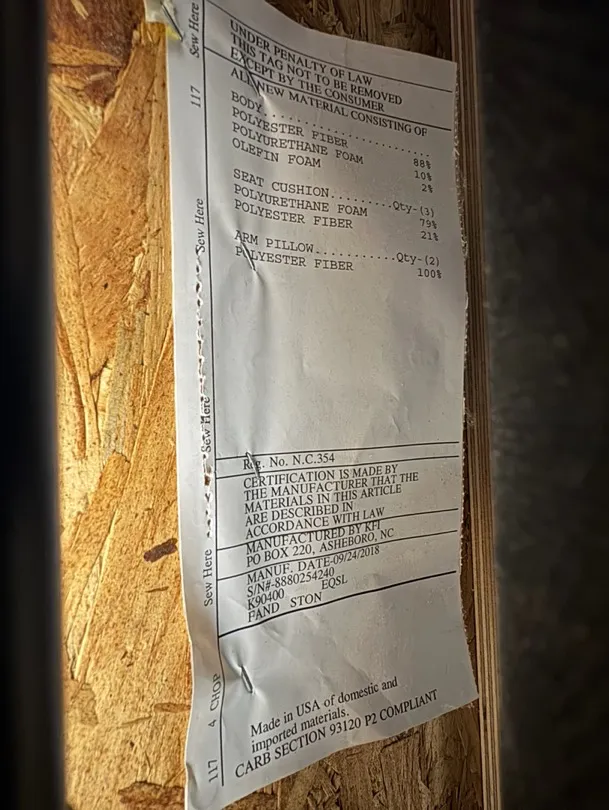 UNDER PENALTY OF LAW
THIS TAG NOT TO BE REMOVED
EXCEPT BY THE CONSUMER
ALL NEW MATERIAL CONSISTING OF
BODY....................
POLYESTER FIBER 88%
POLYURETHANE FOAM 10%
OLEFIN FOAM 2%
SEAT CUSHION........Qty-(3)
POLYURETHANE FOAM 79%
POLYESTER FIBER 21%
ARM PILLOW..........Qty-(2)
POLYESTER FIBER 100%
Reg. No. N.C.354
CERTIFICATION IS MADE BY
THE MANUFACTURER THAT THE
MATERIALS IN THIS ARTICLE
ARE DESCRIBED IN
ACCORDANCE WITH LAW
MANUFACTURED BY KFI
PO BOX 220, ASHEBORO, NC
MANUF. DATE-09/24/2018
S/N#-8880254240
K90400 EQSL
FAND STON
Made in USA of domestic and
imported materials.
CARB SECTION 93120 P2 COMPLIANT
117 4 CHOP Sew Here Sew Here Sew Here 117 Sew Here